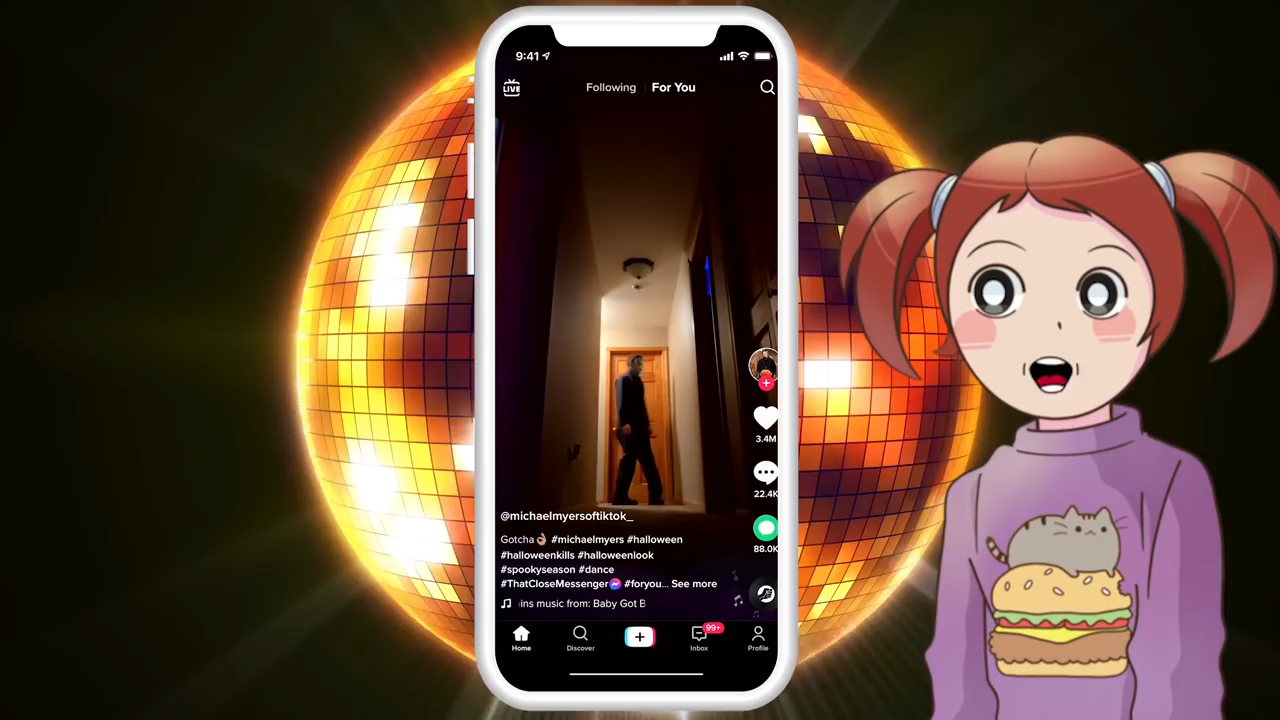 9:41
LIVE
Following
For You
3.4M
22.4K
88.0K
@michaelmyersoftiktok_
Gotcha👌🏼 #michaelmyers #halloween
#halloweenkills #halloweenlook
#spookyseason #dance
#ThatCloseMessenger #foryou... See more
ins music from: Baby Got B
99+
Home
Discover
Inbox
Profile